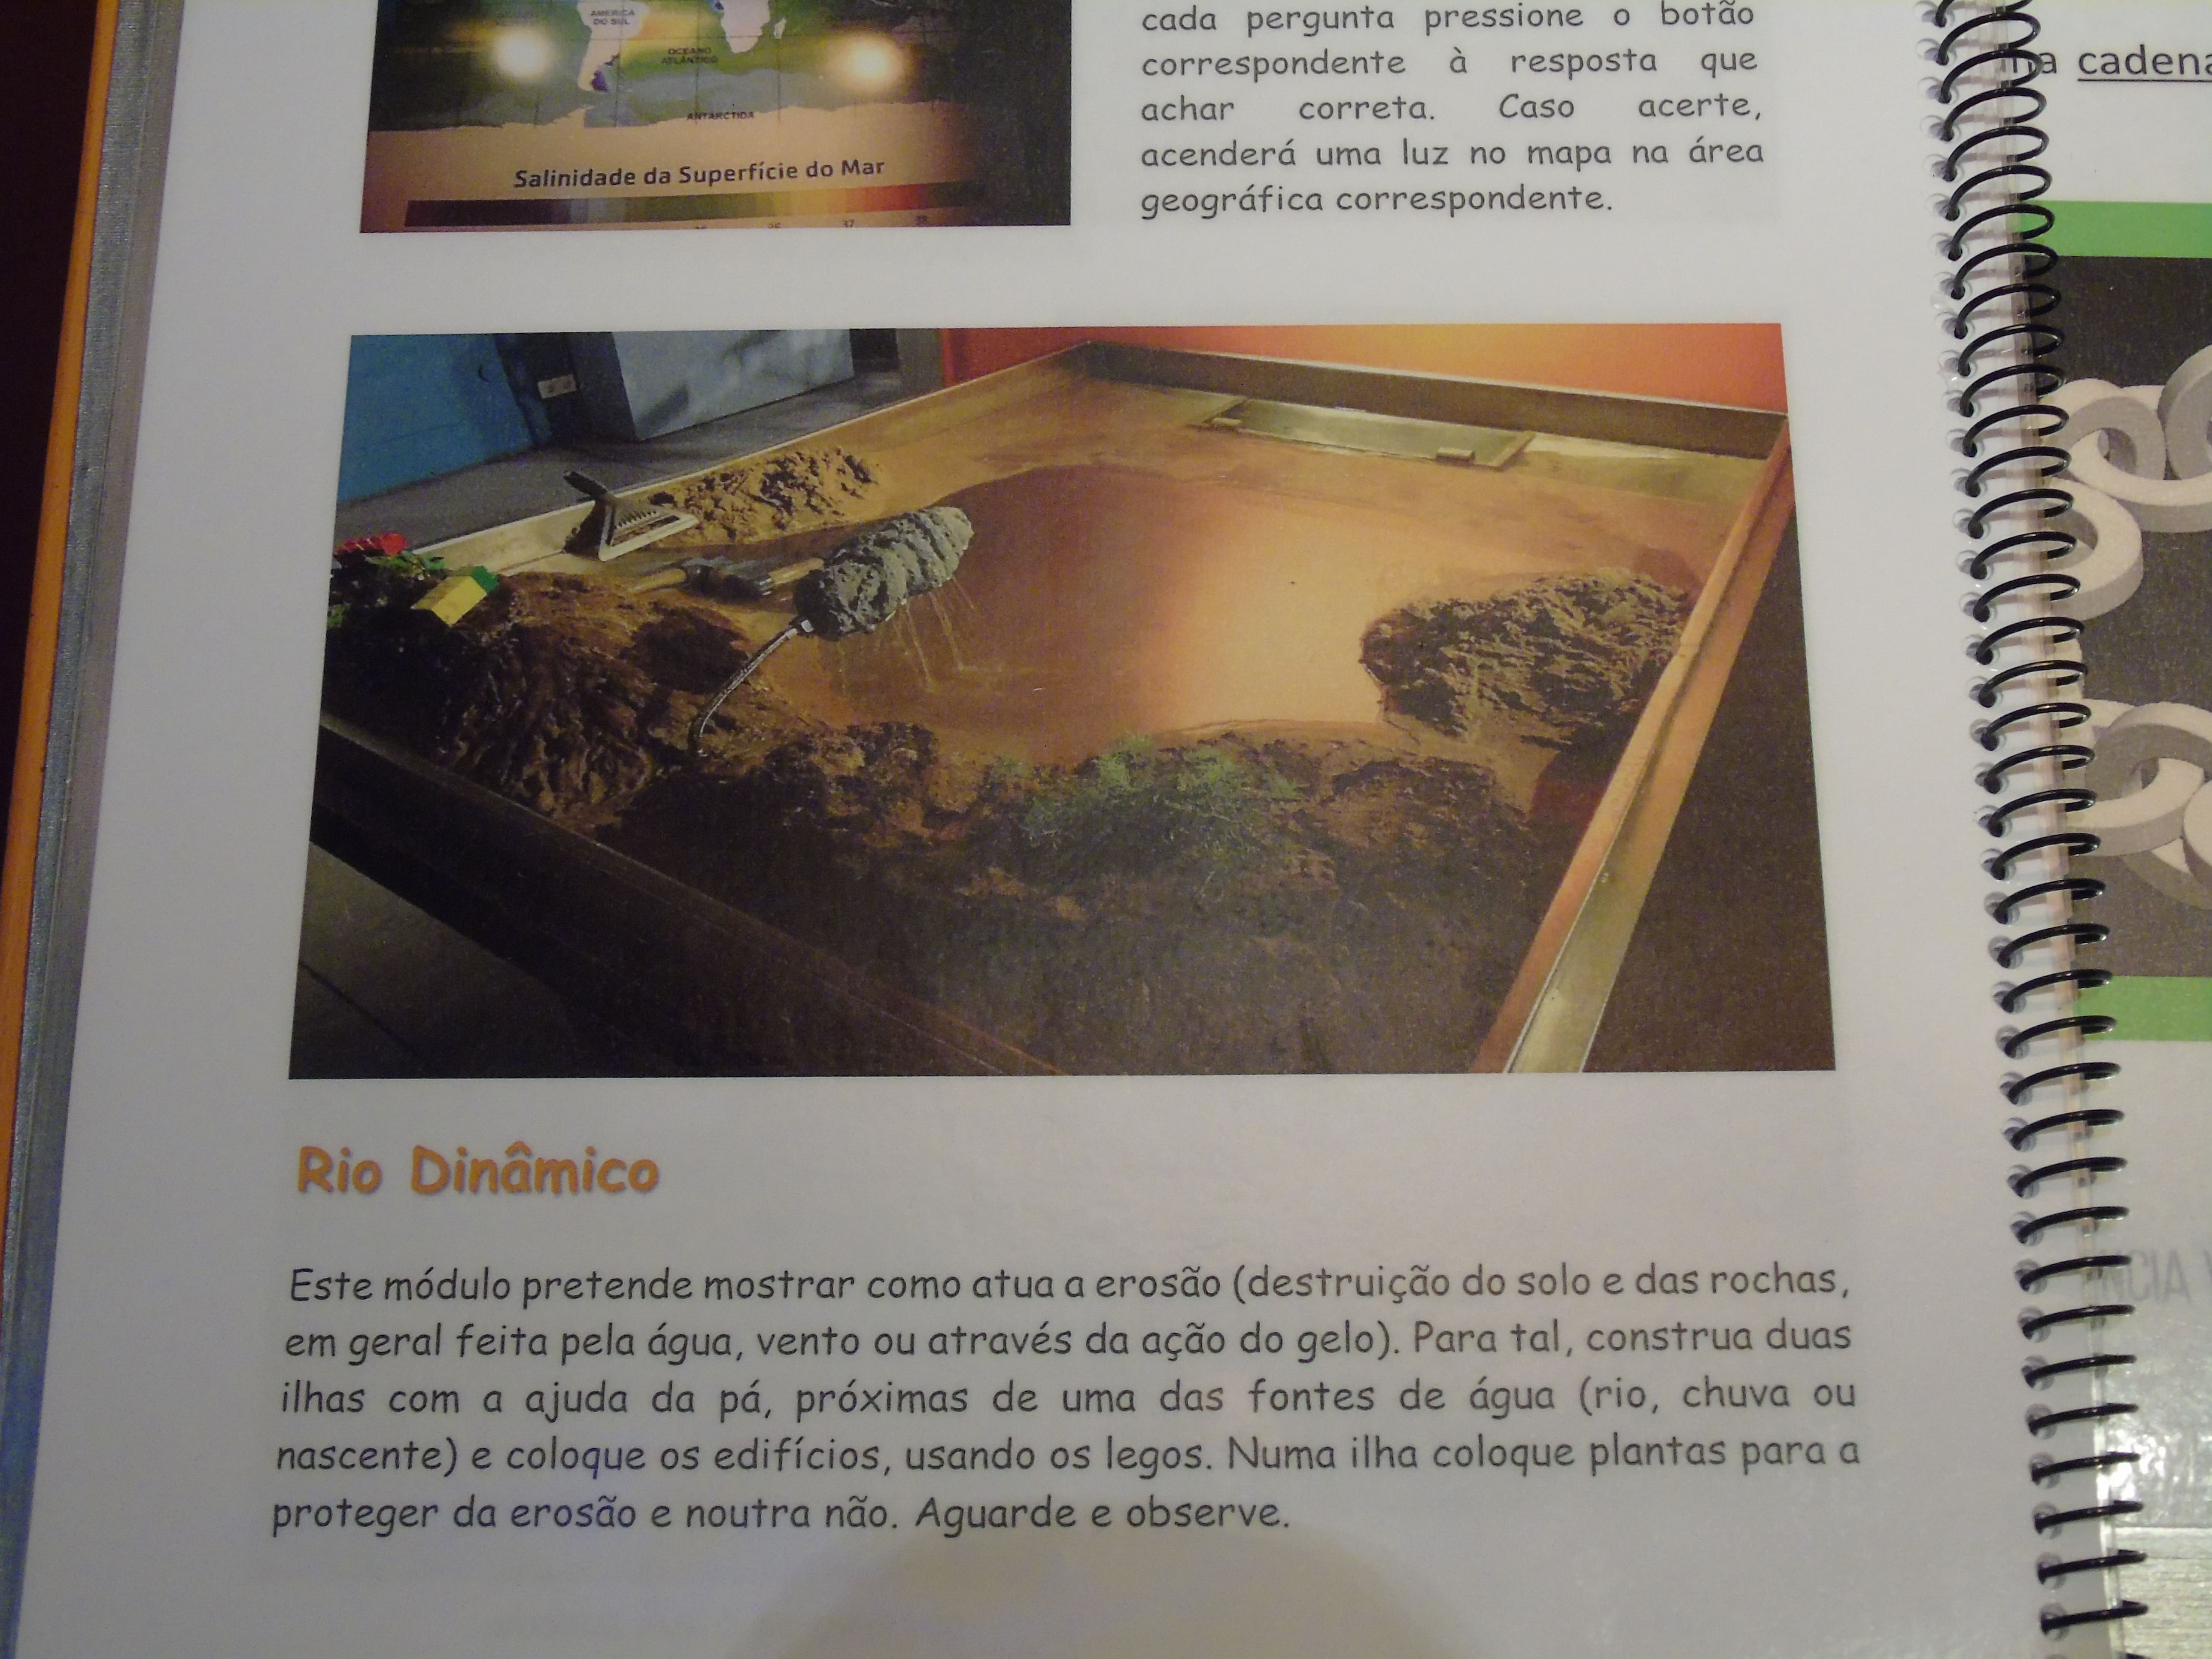 AMÉRICA
DO SUL
OCEANO
ATLÂNTICO
ANTARCTIDA
Salinidade da Superfície do Mar
37
cada pergunta pressione o botão
correspondente à resposta que
achar correta. Caso acerte,
acenderá uma luz no mapa na área
geográfica correspondente.
Rio Dinâmico
Este módulo pretende mostrar como atua a erosão (destruição do solo e das rochas,
em geral feita pela água, vento ou através da ação do gelo). Para tal, construa duas
ilhas com a ajuda da pá, próximas de uma das fontes de água (rio, chuva ou
nascente) e coloque os edifícios, usando os legos. Numa ilha coloque plantas para a
proteger da erosão e noutra não. Aguarde e observe.
na